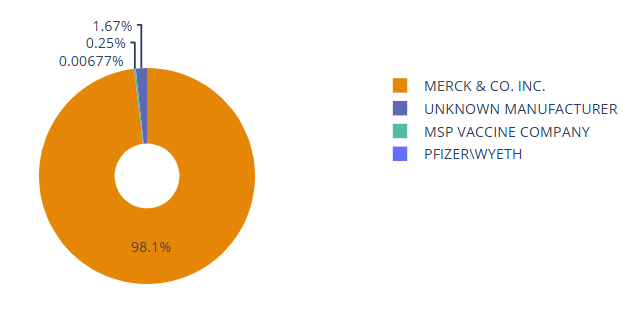 1.67%
0.25%
0.00677%
98.1%
MERCK & CO. INC.
UNKNOWN MANUFACTURER
MSP VACCINE COMPANY
PFIZER\WYETH